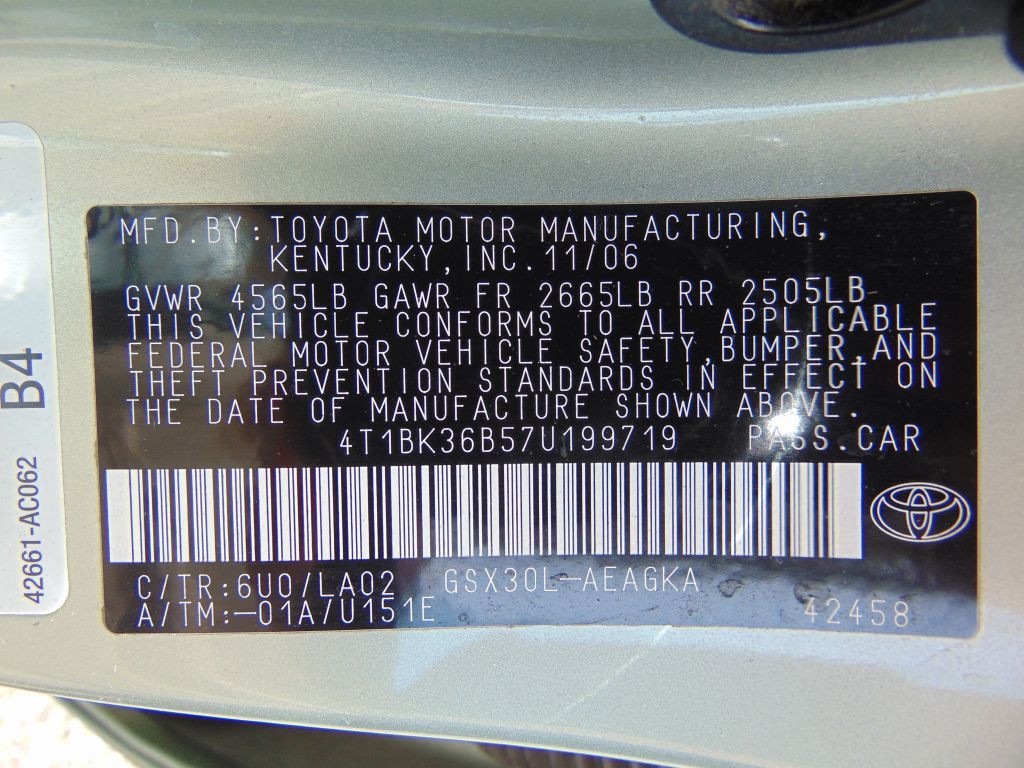 MFD.BY:TOYOTA MOTOR MANUFACTURING,
KENTUCKY,INC.11/06
GVWR 4565LB GAWR FR 2665LB RR 2505LB
THIS VEHICLE CONFORMS TO ALL APPLICABLE
FEDERAL MOTOR VEHICLE SAFETY,BUMPER,AND
THEFT PREVENTION STANDARDS IN EFFECT ON
THE DATE OF MANUFACTURE SHOWN ABOVE.
4T1BK36B57U199719 PASS.CAR
C/TR:6U0/LA02 GSX30L-AEAGKA
A/TM:-01A/U151E 42458
B4
42661-AC062